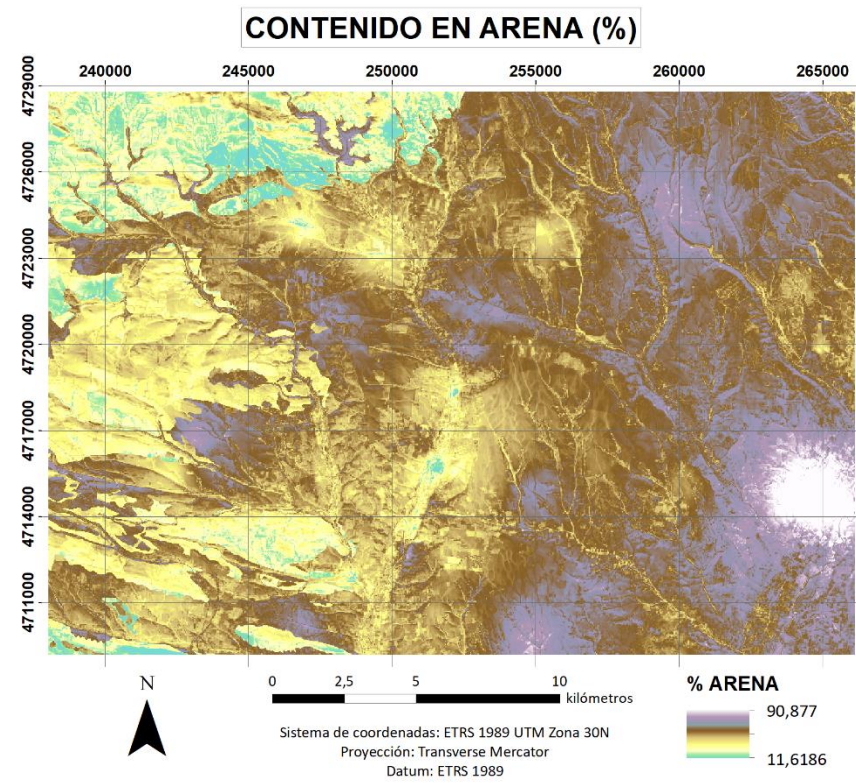 CONTENIDO EN ARENA (%)
240000 245000 250000 255000 260000 265000
4729000
4726000
4723000
4720000
4717000
4714000
4711000
N
0 2,5 5 10
kilómetros
Sistema de coordenadas: ETRS 1989 UTM Zona 30N
Proyección: Transverse Mercator
Datum: ETRS 1989
% ARENA
90,877
11,6186